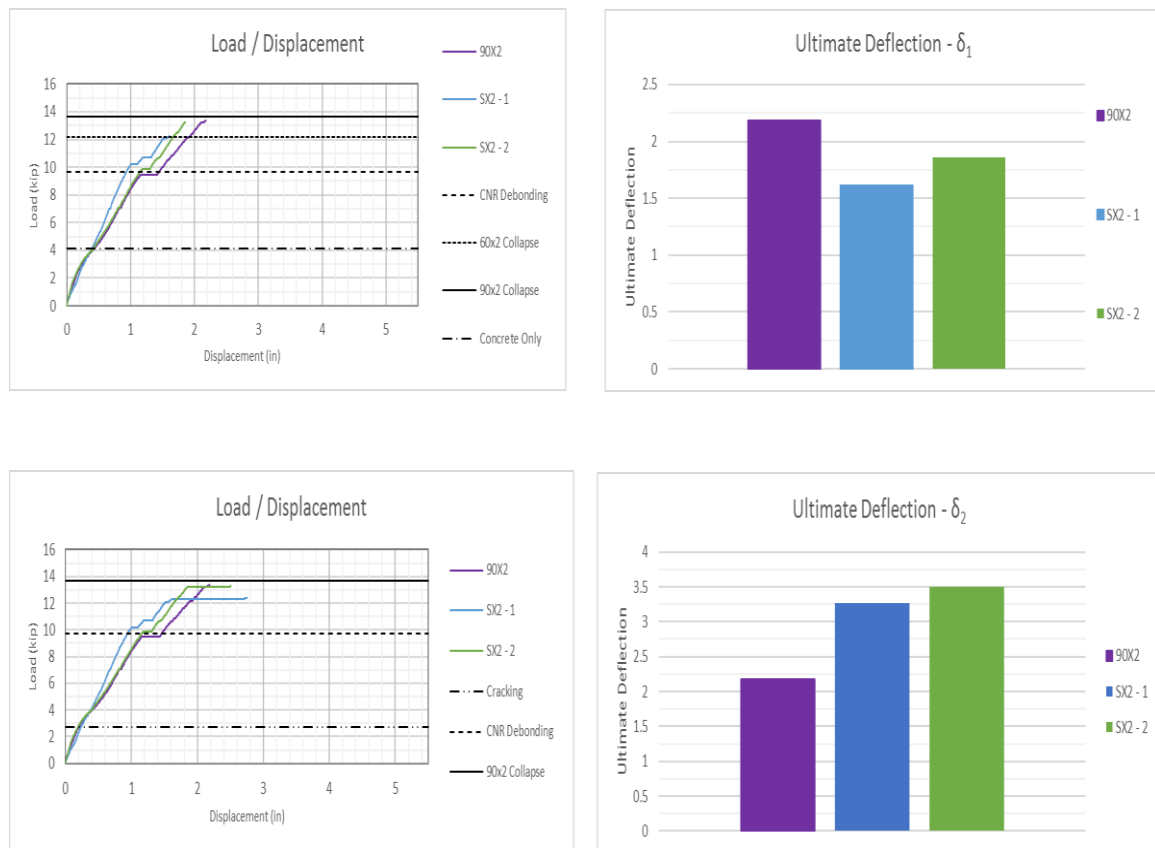 Load / Displacement
16
14
12
10
8
6
4
2
0
Load (kip)
0 1 2 3 4 5
Displacement (in)
90X2
SX2 - 1
SX2 - 2
CNR Debonding
60x2 Collapse
90x2 Collapse
Concrete Only
Ultimate Deflection - δ1
2.5
2
1.5
1
0.5
0
Ultimate Deflection
90X2
SX2 - 1
SX2 - 2
Load / Displacement
16
14
12
10
8
6
4
2
0
Load (kip)
0 1 2 3 4 5
Displacement (in)
90X2
SX2 - 1
SX2 - 2
Cracking
CNR Debonding
90x2 Collapse
Ultimate Deflection - δ2
4
3.5
3
2.5
2
1.5
1
0.5
0
Ultimate Deflection
90X2
SX2 - 1
SX2 - 2